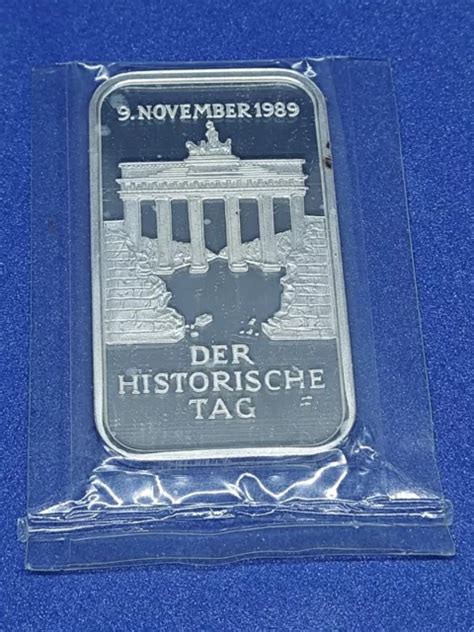 9. NOVEMBER 1989
DER
HISTORISCHE
TAG